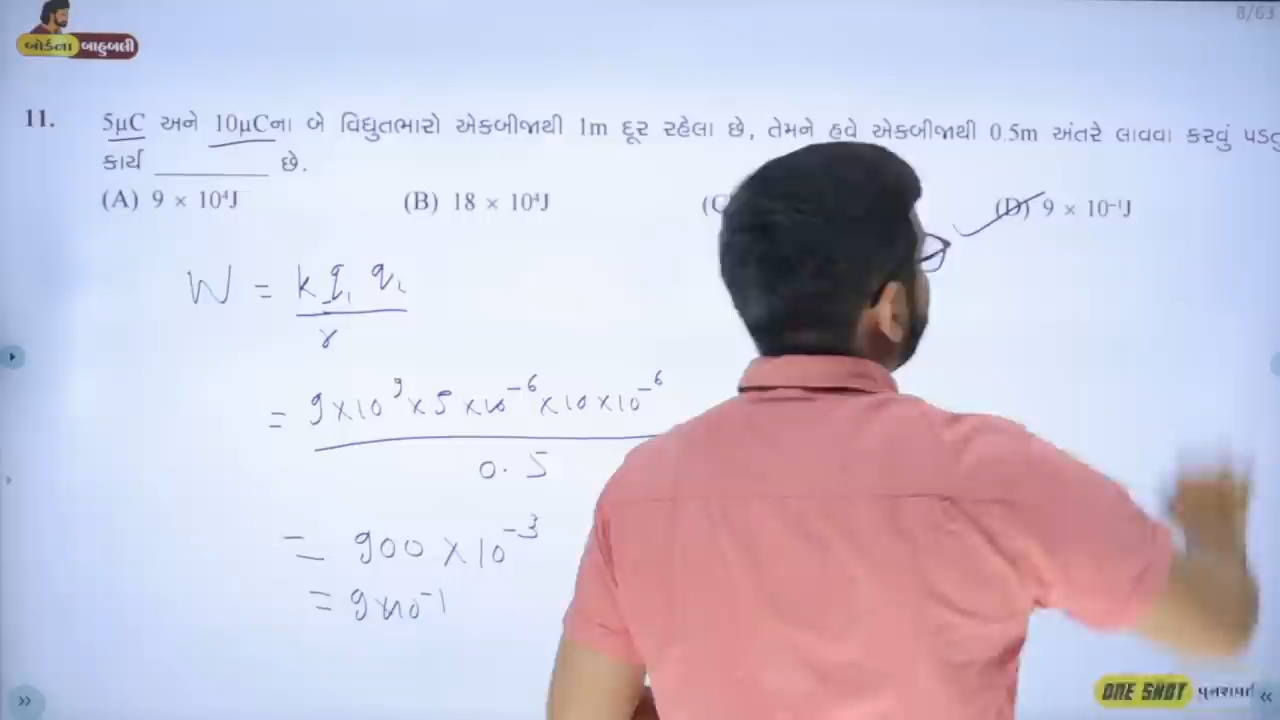 8/63
બોર્ડના બાહુબલી
11. 5μC અને 10μCના બે વિદ્યુતભારો એકબીજાથી 1m દૂર રહેલા છે, તેમને હવે એકબીજાથી 0.5m અંતરે લાવવા કરવું
કાર્ય ________ છે.
(A) 9 × 10⁴J (B) 18 × 10⁴J (D) 9 × 10⁻¹J
W = k q₁ q₂
r
= 9×10⁹×5×10⁻⁶×10×10⁻⁶
0.5
= 900 × 10⁻³
= 9×10⁻¹
ONE SHOT